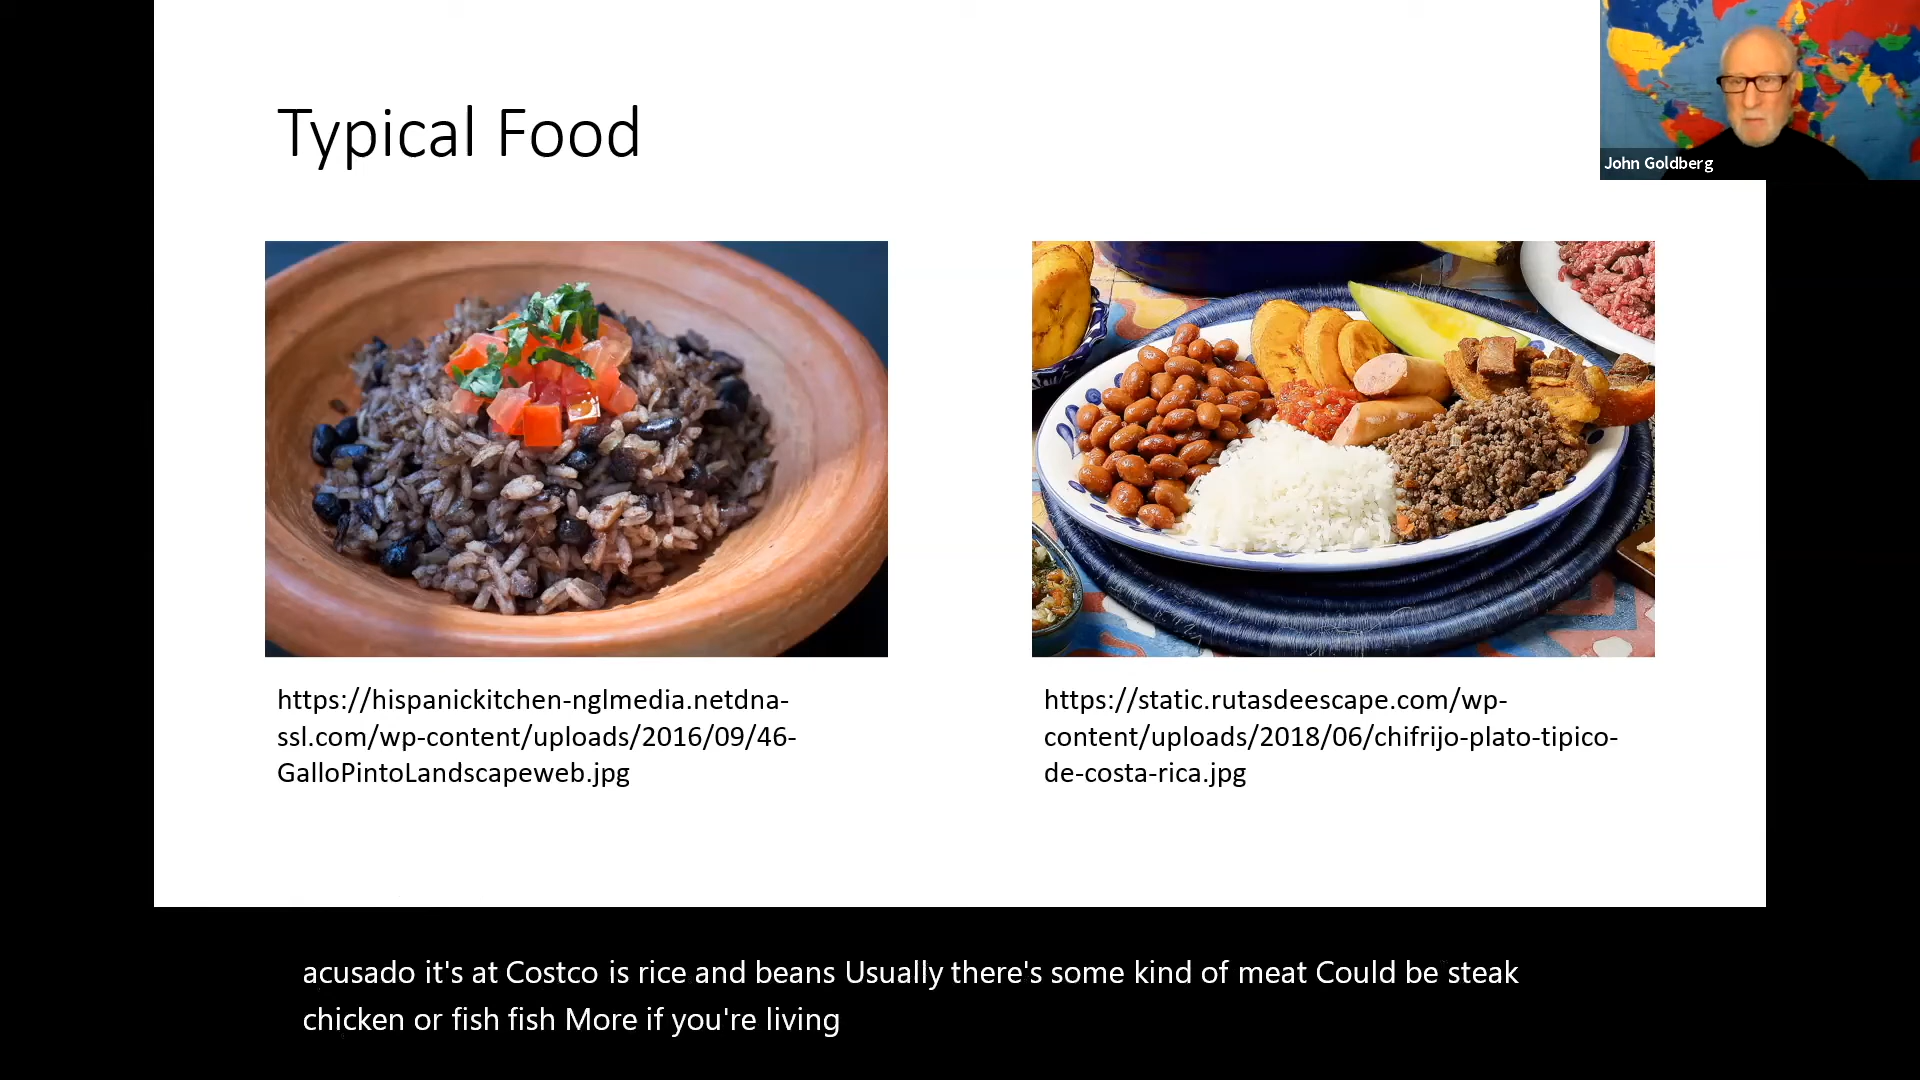 Typical Food
John Goldberg
https://hispanickitchen-nglmedia.netdna-
ssl.com/wp-content/uploads/2016/09/46-
GalloPintoLandscapeweb.jpg
https://static.rutasdeescape.com/wp-
content/uploads/2018/06/chifrijo-plato-tipico-
de-costa-rica.jpg
acusado it's at Costco is rice and beans Usually there's some kind of meat Could be steak
chicken or fish fish More if you're living